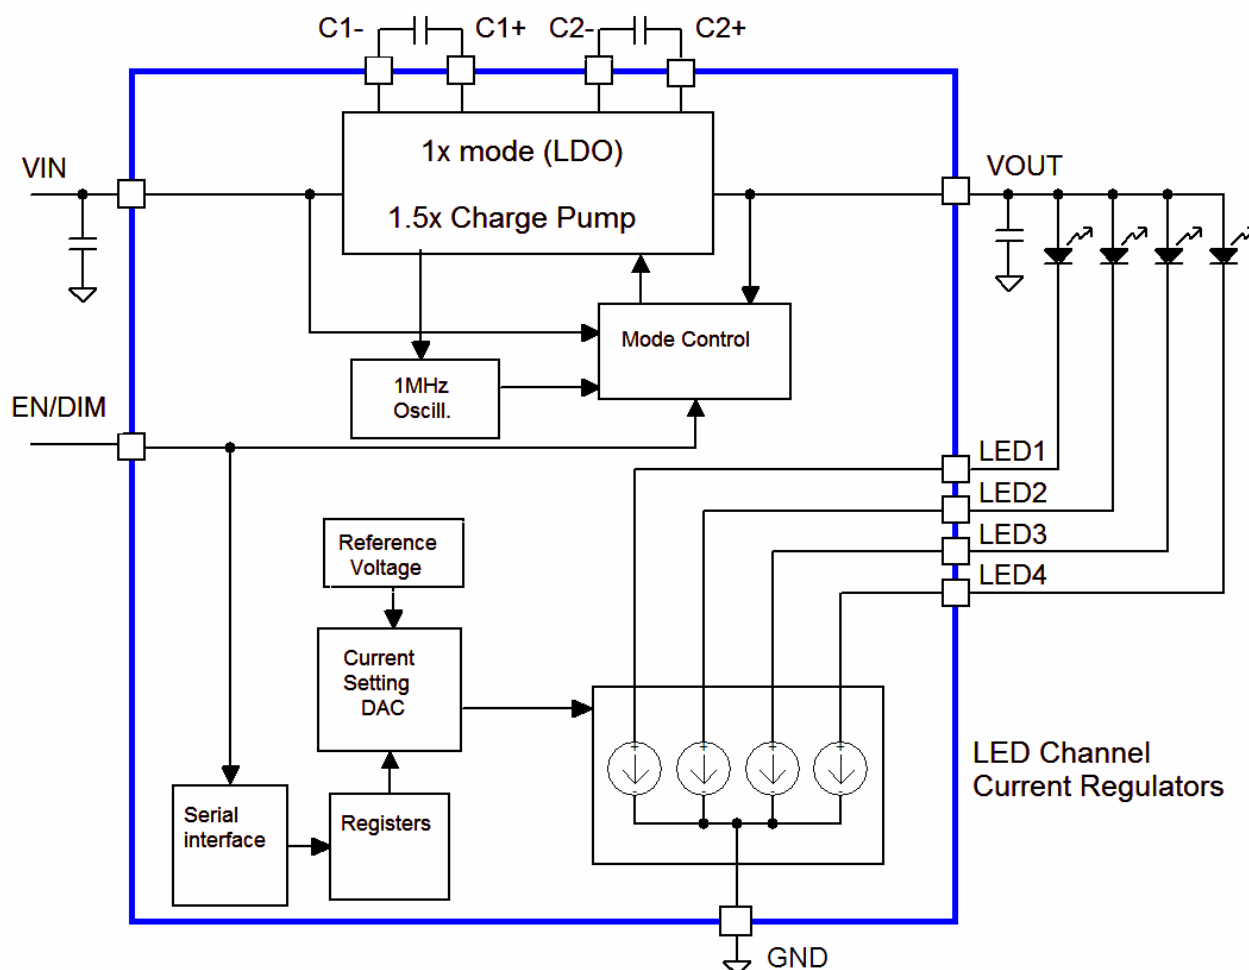 C1- C1+ C2- C2+
1x mode (LDO)
1.5x Charge Pump
VIN
VOUT
Mode Control
1MHz
Oscill.
EN/DIM
LED1
LED2
LED3
LED4
Reference
Voltage
Current
Setting
DAC
LED Channel
Current Regulators
Serial
interface
Registers
+ + + +
GND